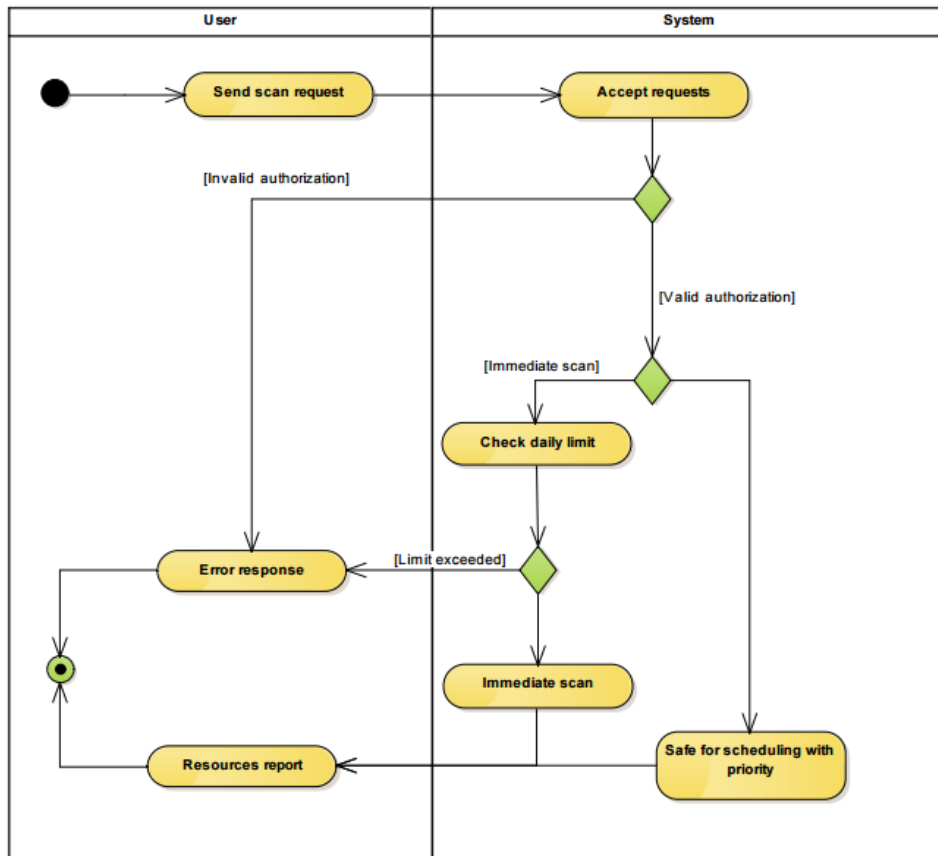 User
System
Send scan request
Accept requests
[Invalid authorization]
[Valid authorization]
[Immediate scan]
Check daily limit
[Limit exceeded]
Error response
Immediate scan
Safe for scheduling with
priority
Resources report